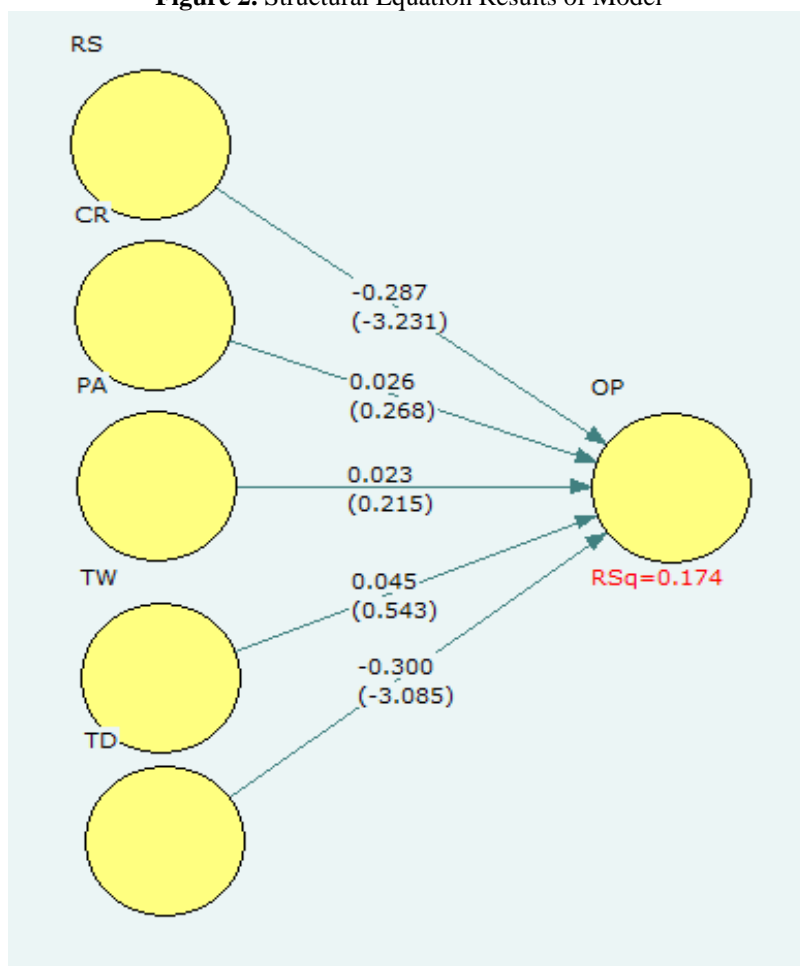 Figure 2. Structural Equation Results of Model
RS
CR
-0.287
(-3.231)
PA
0.026
(0.268)
OP
0.023
(0.215)
TW
0.045
(0.543)
RSq=0.174
-0.300
(-3.085)
TD